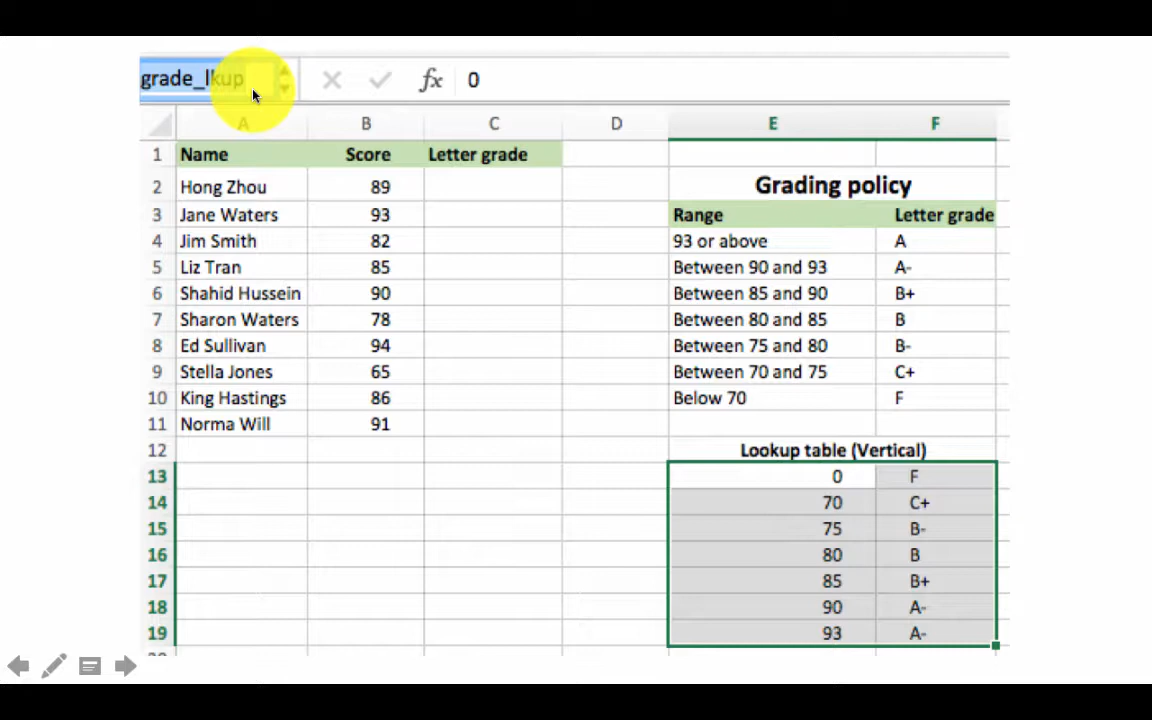 grade_lkup fx 0
A B C D E F
1 Name Score Letter grade
2 Hong Zhou 89 Grading policy
3 Jane Waters 93 Range Letter grade
4 Jim Smith 82 93 or above A
5 Liz Tran 85 Between 90 and 93 A-
6 Shahid Hussein 90 Between 85 and 90 B+
7 Sharon Waters 78 Between 80 and 85 B
8 Ed Sullivan 94 Between 75 and 80 B-
9 Stella Jones 65 Between 70 and 75 C+
10 King Hastings 86 Below 70 F
11 Norma Will 91
12 Lookup table (Vertical)
13 0 F
14 70 C+
15 75 B-
16 80 B
17 85 B+
18 90 A-
19 93 A-